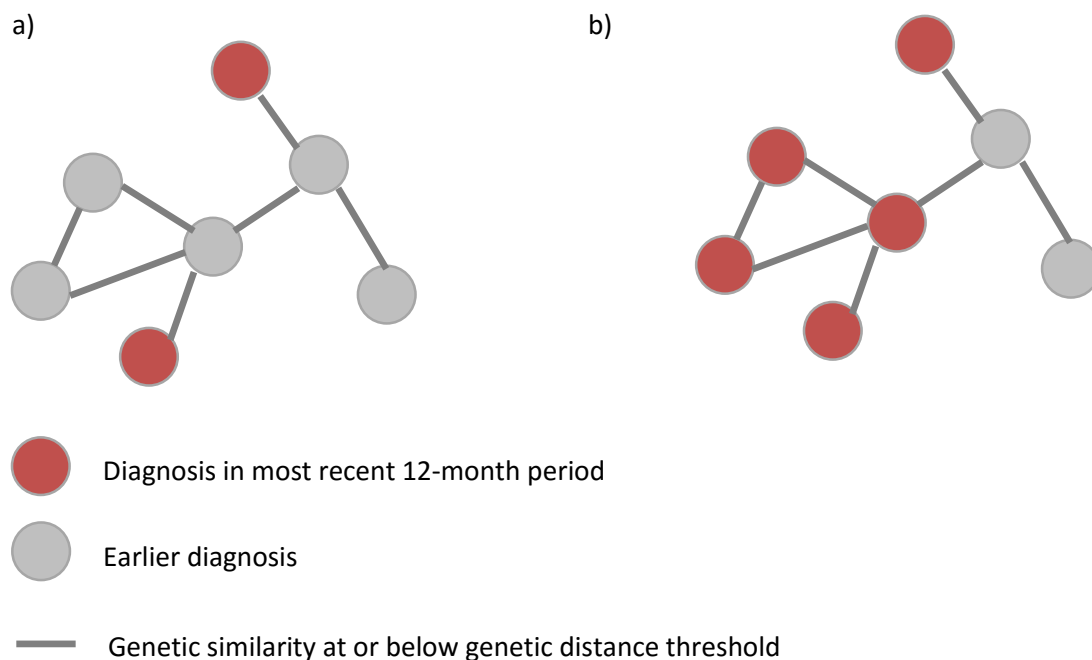 a)
b)
Diagnosis in most recent 12-month period
Earlier diagnosis
Genetic similarity at or below genetic distance threshold